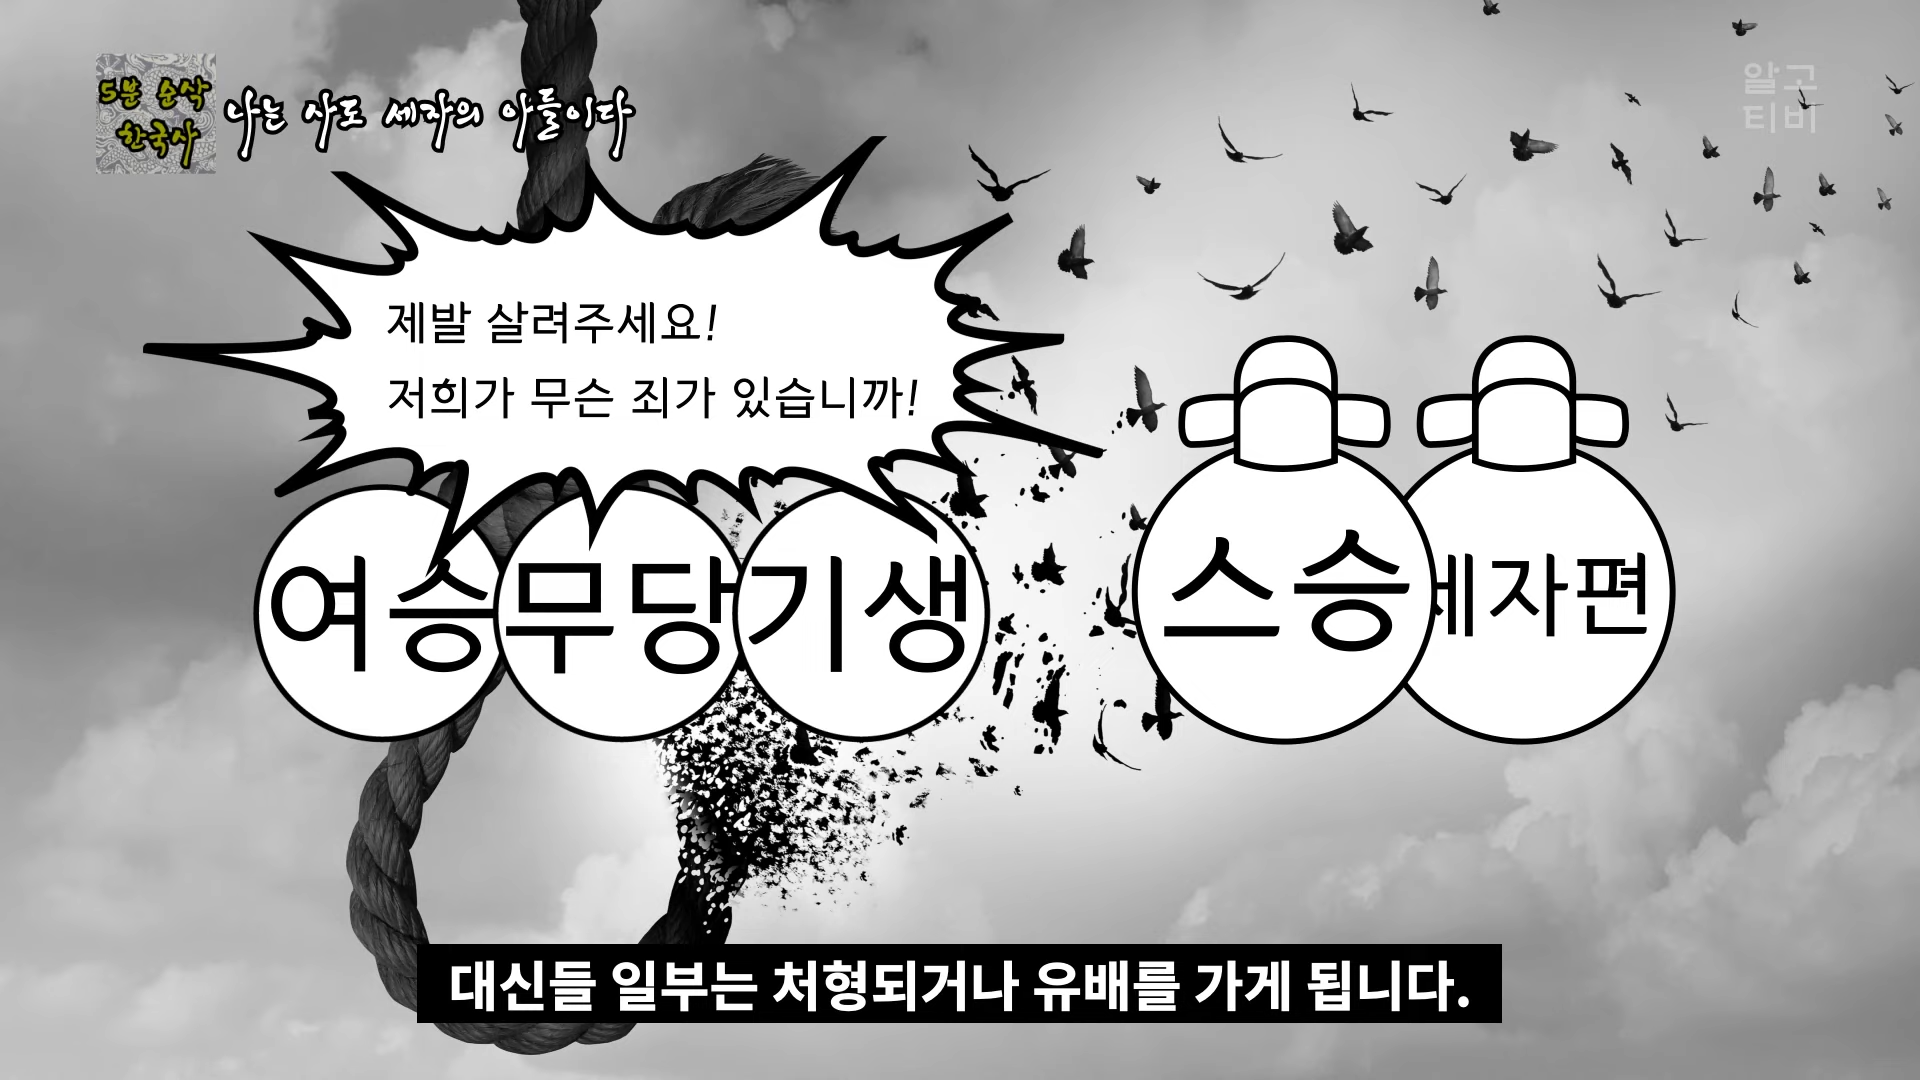 5분 순삭
한국사
나는 사도 세자의 아들이다
알고
티비
제발 살려주세요!
저희가 무슨 죄가 있습니까!
여승
무당
기생
스승
세자편
대신들 일부는 처형되거나 유배를 가게 됩니다.